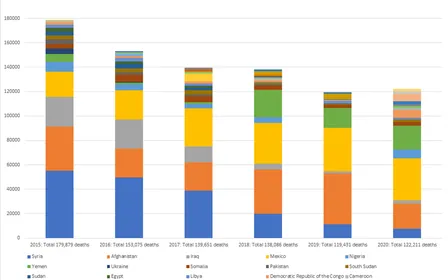 180000
160000
140000
120000
100000
80000
60000
40000
20000
0
2015: Total 179,879 deaths 2016: Total 153,075 deaths 2017: Total 139,651 deaths 2018: Total 138,086 deaths 2019: Total 119,431 deaths 2020: Total 122,211 deaths
Syria Afghanistan Iraq Mexico Nigeria
Yemen Ukraine Somalia Pakistan South Sudan
Sudan Egypt Libya Democratic Republic of the Congo Cameroon